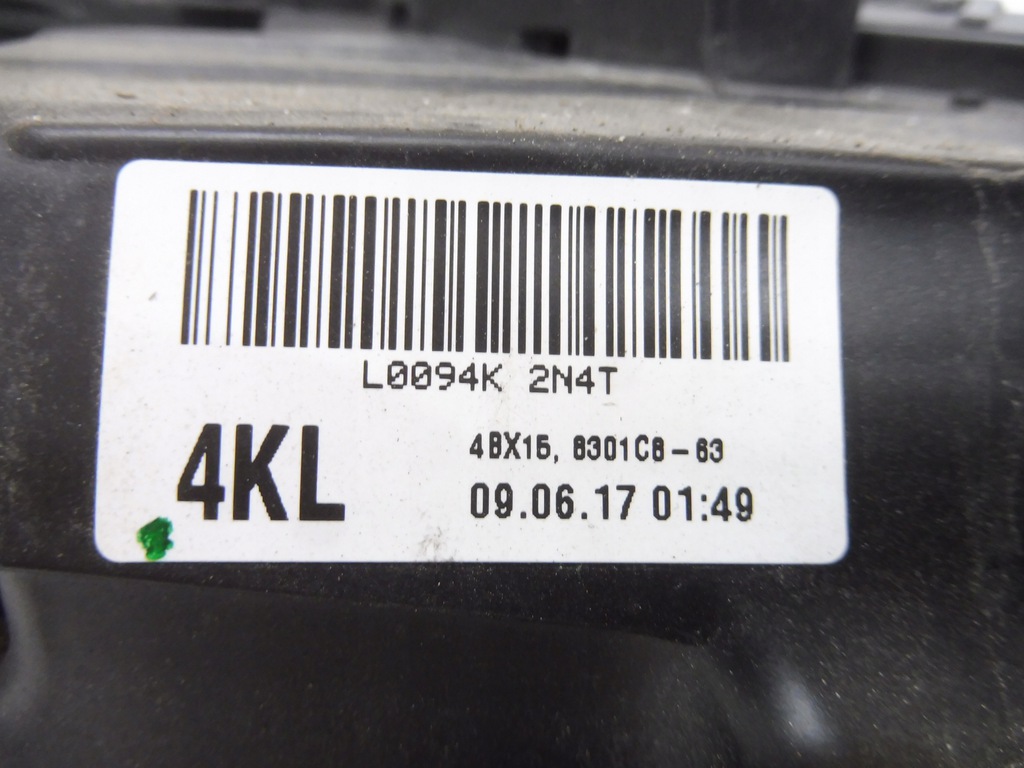 L0094K 2N4T
4KL
4BX15, 8301C8-63
09.06.17 01:49